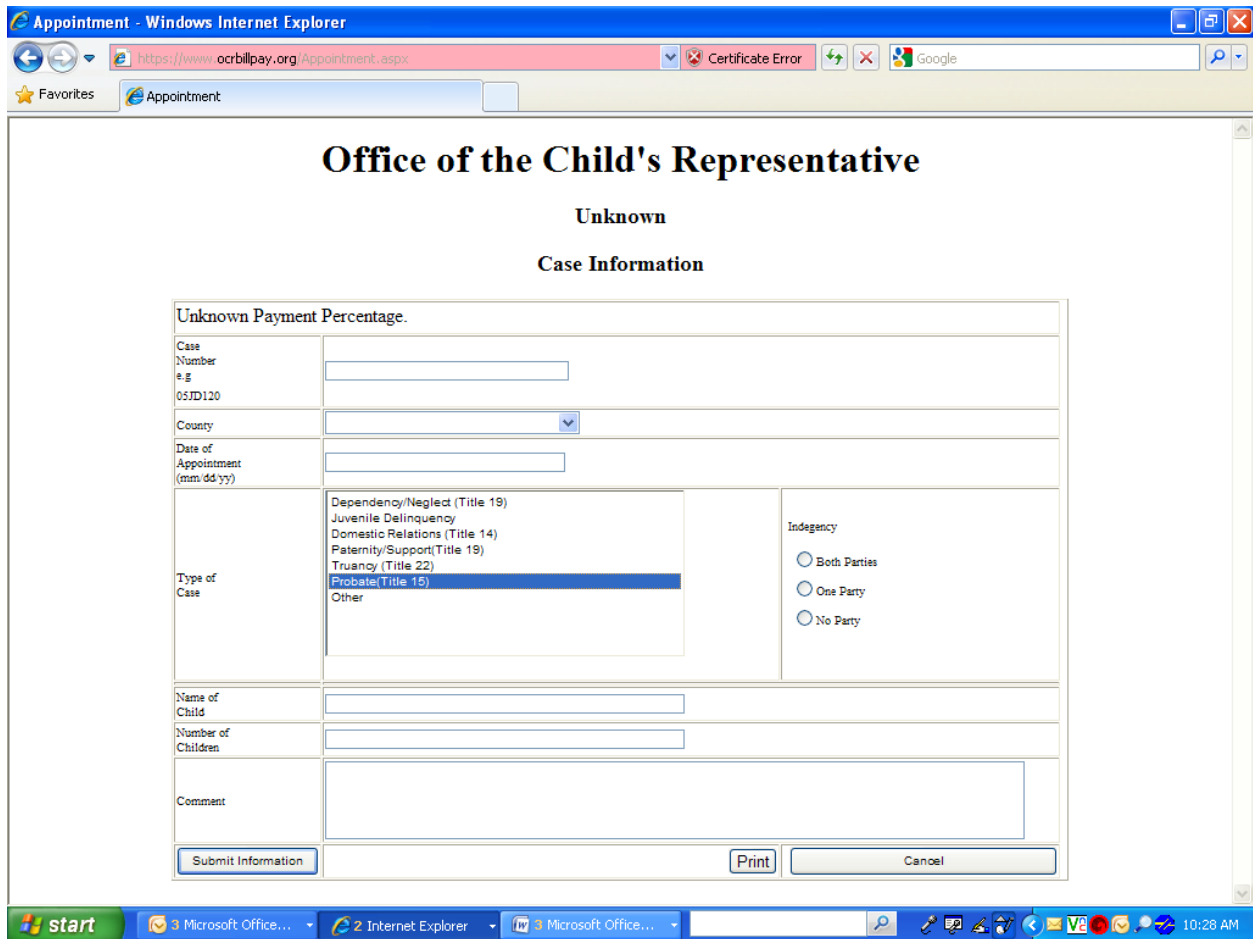 Appointment - Windows Internet Explorer
https://www.ocrbillpay.org/Appointment.aspx
Certificate Error
Google
Favorites
Appointment
Office of the Child's Representative
Unknown
Case Information
Unknown Payment Percentage.
Case
Number
e.g
05JD120
County
Date of
Appointment
(mm/dd/yy)
Type of
Case
Dependency/Neglect (Title 19)
Juvenile Delinquency
Domestic Relations (Title 14)
Paternity/Support(Title 19)
Truancy (Title 22)
Probate(Title 15)
Other
Indegency
Both Parties
One Party
No Party
Name of
Child
Number of
Children
Comment
Submit Information
Print
Cancel
start
3 Microsoft Office...
2 Internet Explorer
3 Microsoft Office...
10:28 AM